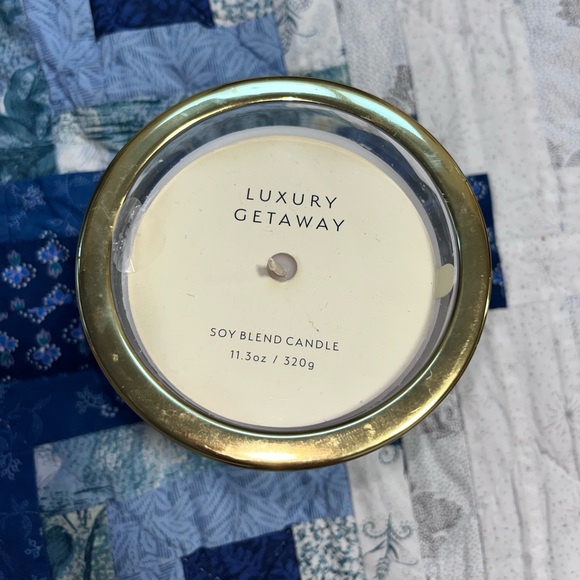 LUXURY
GETAWAY
SOY BLEND CANDLE
11.3oz / 320g